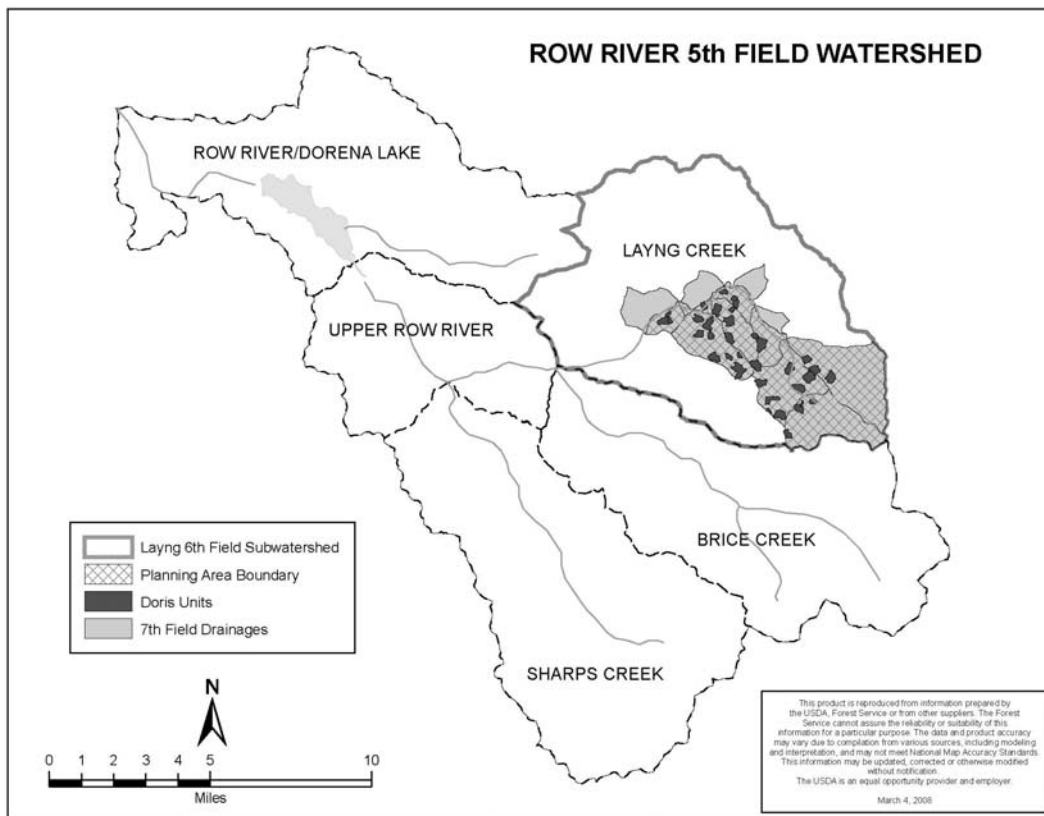 ROW RIVER 5th FIELD WATERSHED
ROW RIVER/DORENA LAKE
LAYNG CREEK
UPPER ROW RIVER
BRICE CREEK
SHARPS CREEK
Layng 6th Field Subwatershed
Planning Area Boundary
Doris Units
7th Field Drainages
N
0 1 2 3 4 5 10
Miles
This product is reproduced from information prepared by
the USDA, Forest Service or from other suppliers. The Forest
Service cannot assure the reliability or suitability of this
information for a particular purpose. The data and product accuracy
may vary due to compilation from various sources, including modeling
and interpretation, and may not meet National Map Accuracy Standards.
This information may be updated, corrected or otherwise modified
without notification.
The USDA is an equal opportunity provider and employer.
March 4, 2008